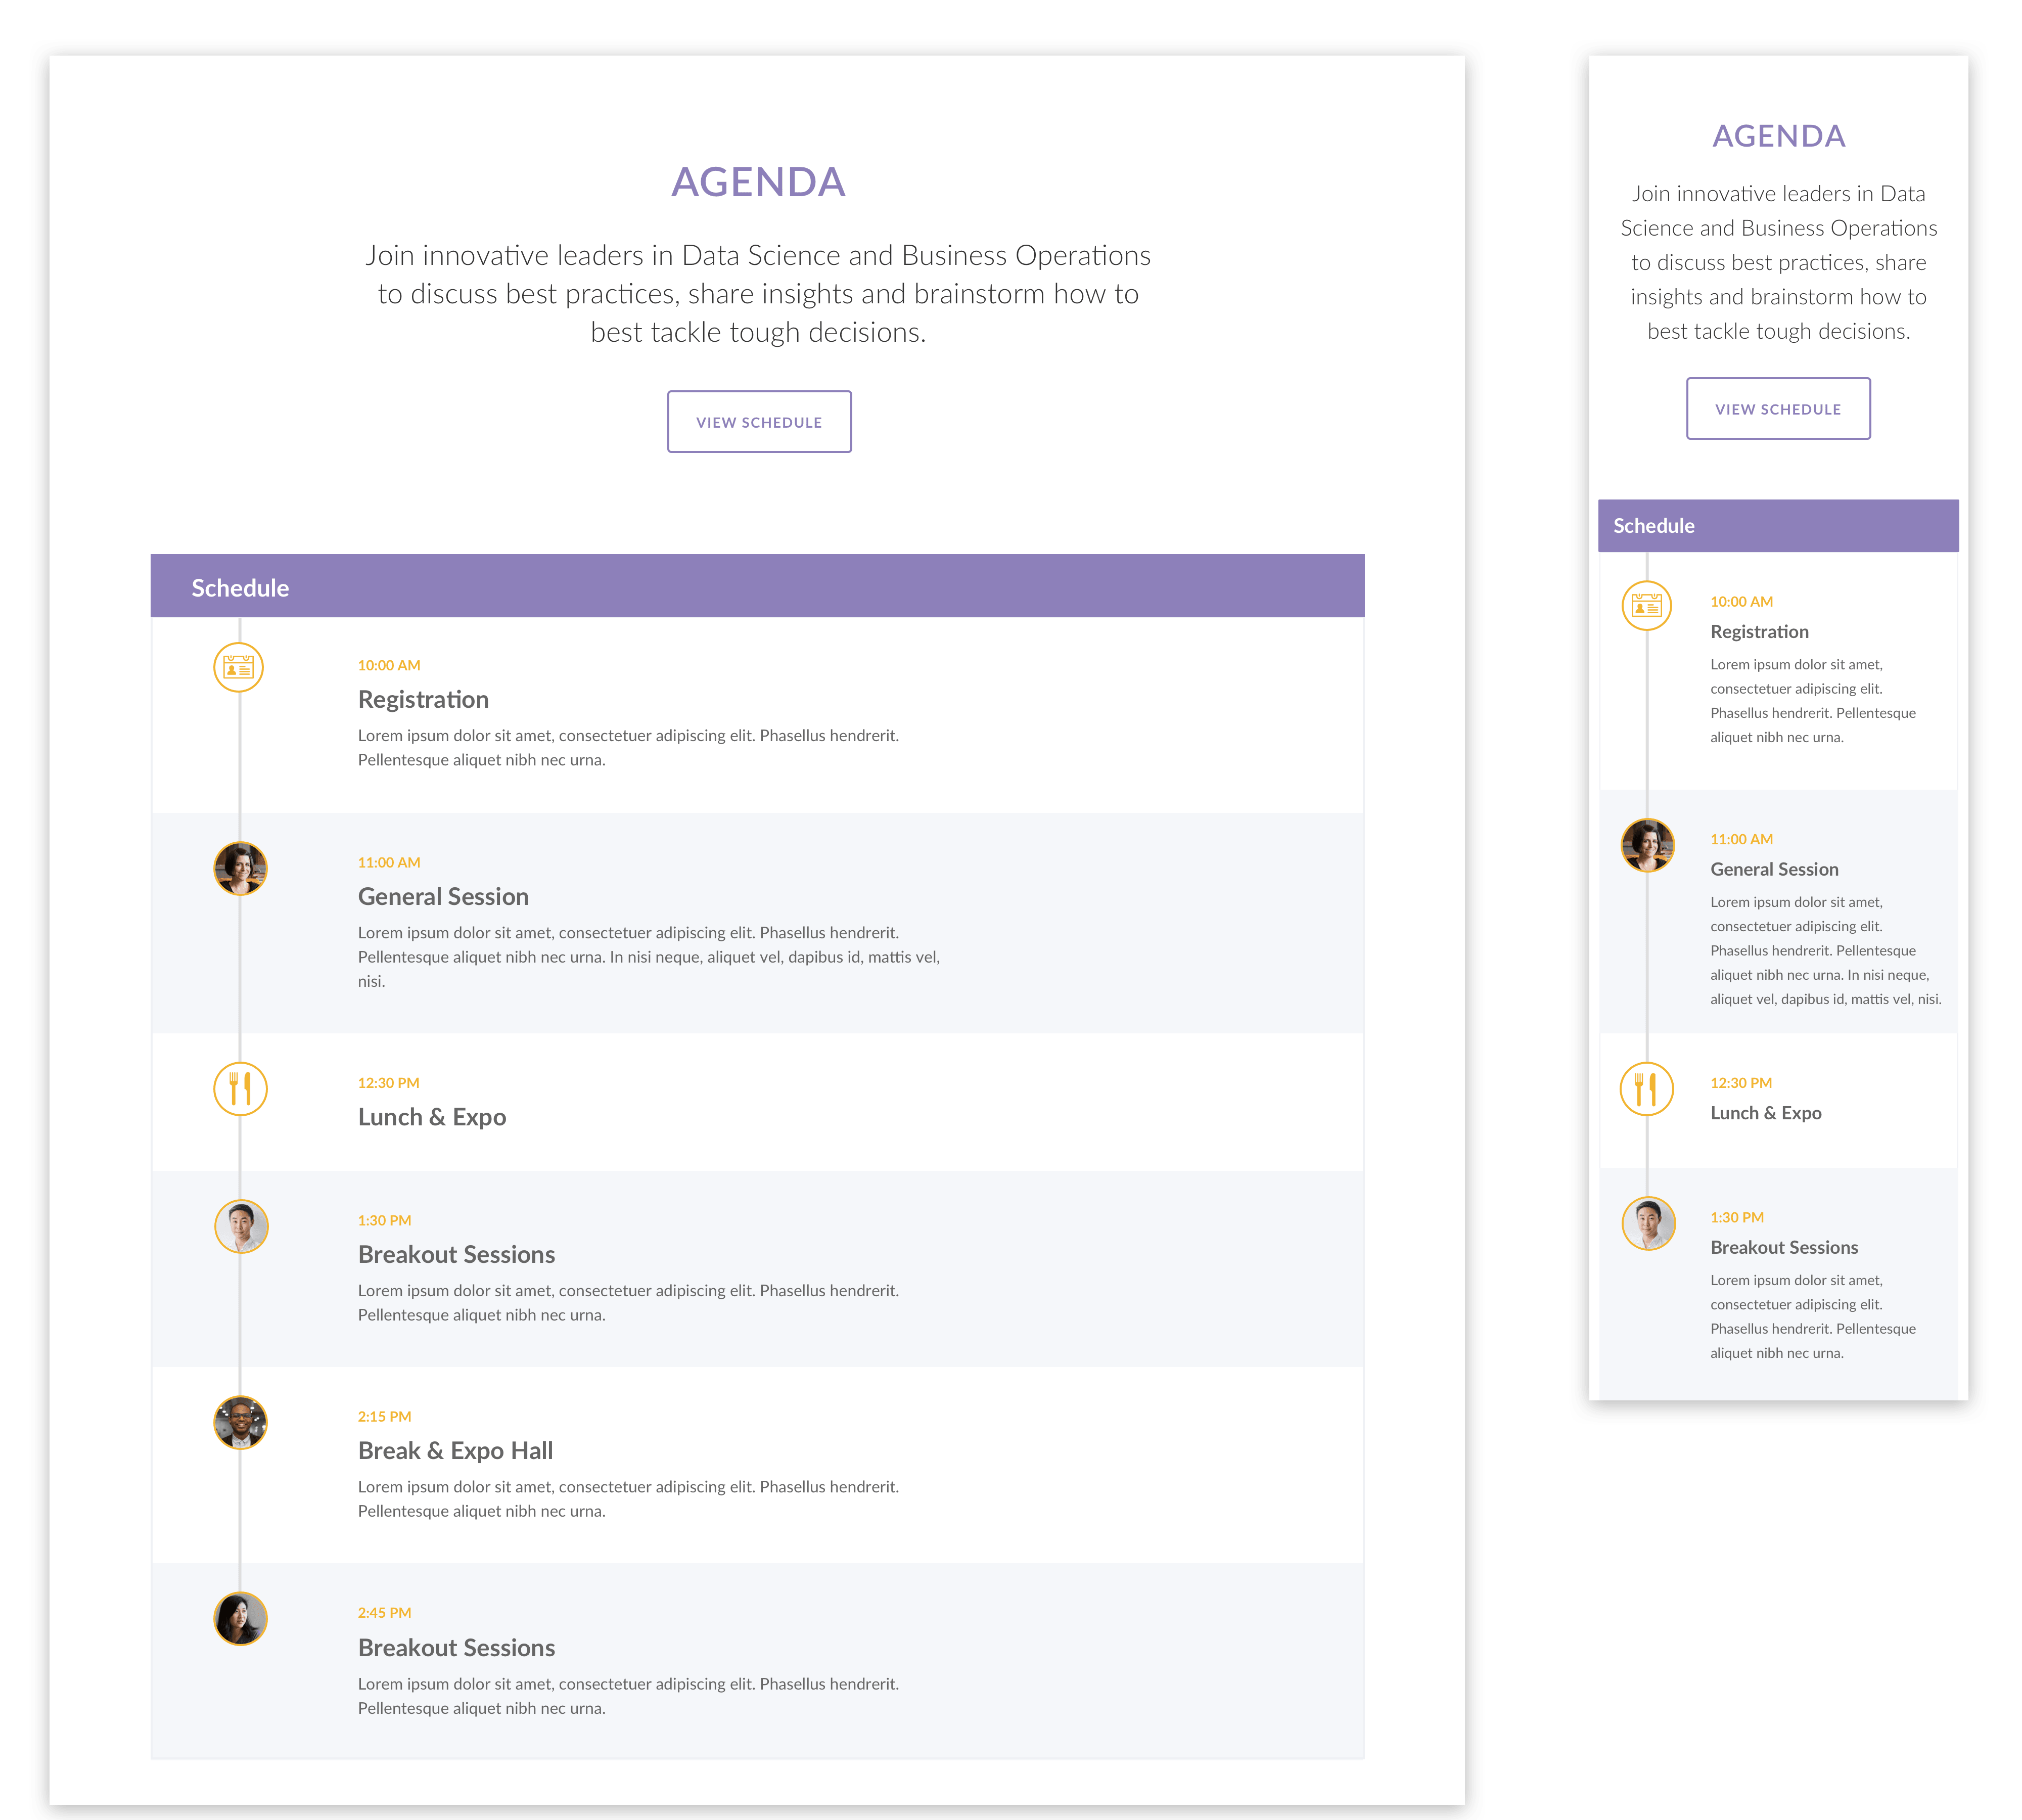 AGENDA
Join innovative leaders in Data Science and Business Operations
to discuss best practices, share insights and brainstorm how to
best tackle tough decisions.
VIEW SCHEDULE
Schedule
10:00 AM
Registration
Lorem ipsum dolor sit amet, consectetuer adipiscing elit. Phasellus hendrerit.
Pellentesque aliquet nibh nec urna.
11:00 AM
General Session
Lorem ipsum dolor sit amet, consectetuer adipiscing elit. Phasellus hendrerit.
Pellentesque aliquet nibh nec urna. In nisi neque, aliquet vel, dapibus id, mattis vel,
nisi.
12:30 PM
Lunch & Expo
1:30 PM
Breakout Sessions
Lorem ipsum dolor sit amet, consectetuer adipiscing elit. Phasellus hendrerit.
Pellentesque aliquet nibh nec urna.
2:15 PM
Break & Expo Hall
Lorem ipsum dolor sit amet, consectetuer adipiscing elit. Phasellus hendrerit.
Pellentesque aliquet nibh nec urna.
2:45 PM
Breakout Sessions
Lorem ipsum dolor sit amet, consectetuer adipiscing elit. Phasellus hendrerit.
Pellentesque aliquet nibh nec urna.
AGENDA
Join innovative leaders in Data
Science and Business Operations
to discuss best practices, share
insights and brainstorm how to
best tackle tough decisions.
VIEW SCHEDULE
Schedule
10:00 AM
Registration
Lorem ipsum dolor sit amet,
consectetuer adipiscing elit.
Phasellus hendrerit. Pellentesque
aliquet nibh nec urna.
11:00 AM
General Session
Lorem ipsum dolor sit amet,
consectetuer adipiscing elit.
Phasellus hendrerit. Pellentesque
aliquet nibh nec urna. In nisi neque,
aliquet vel, dapibus id, mattis vel, nisi.
12:30 PM
Lunch & Expo
1:30 PM
Breakout Sessions
Lorem ipsum dolor sit amet,
consectetuer adipiscing elit.
Phasellus hendrerit. Pellentesque
aliquet nibh nec urna.